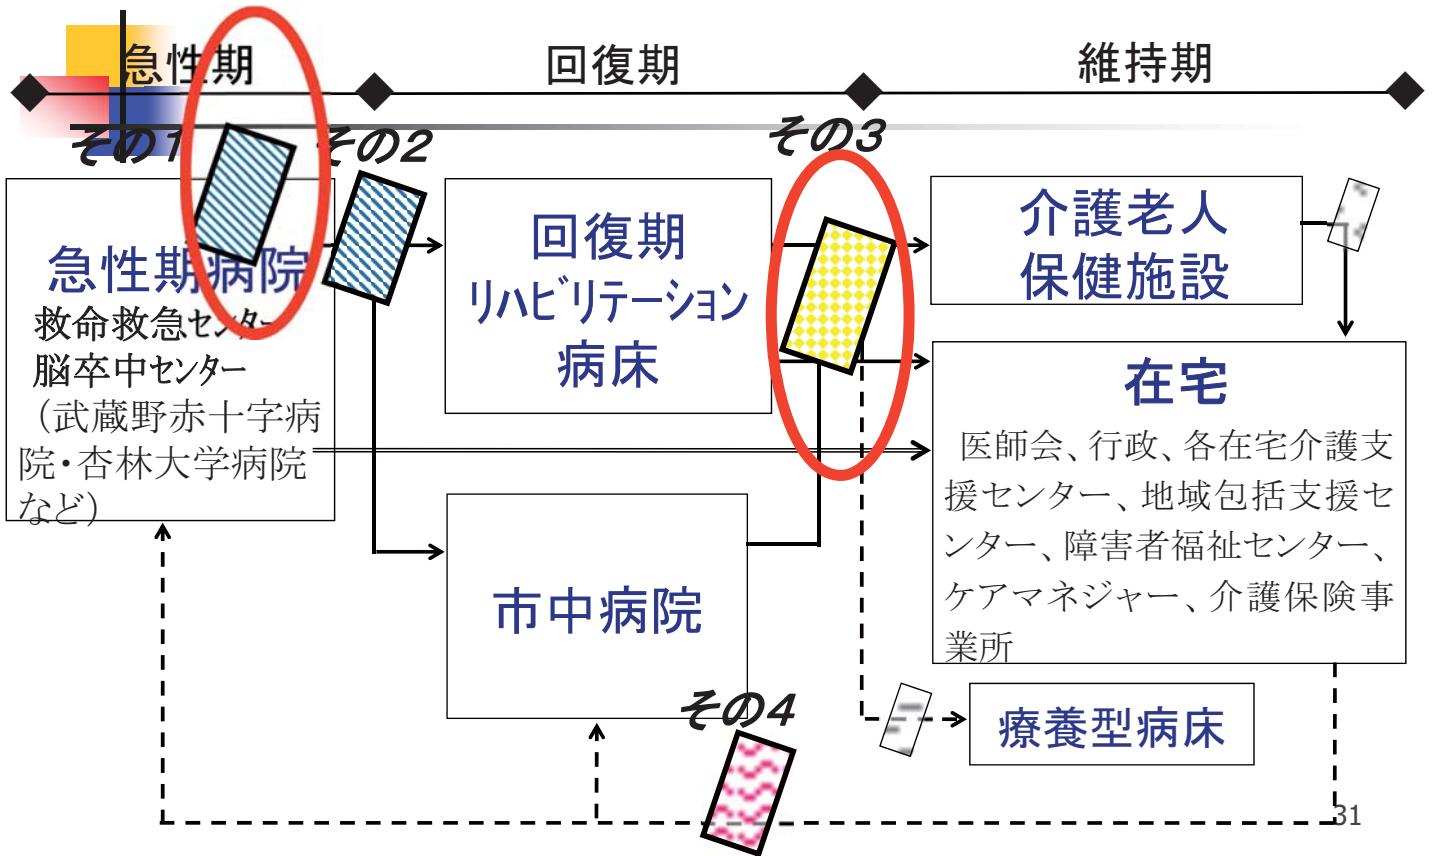 急性期
回復期
維持期
その1
その2
その3
急性期病院
救命救急センター
脳卒中センター
（武蔵野赤十字病
院・杏林大学病院
など）
回復期
リハビリテーション
病床
市中病院
その4
介護老人
保健施設
在宅
医師会、行政、各在宅介護支
援センター、地域包括支援セ
ンター、障害者福祉センター、
ケアマネジャー、介護保険事
業所
療養型病床
31